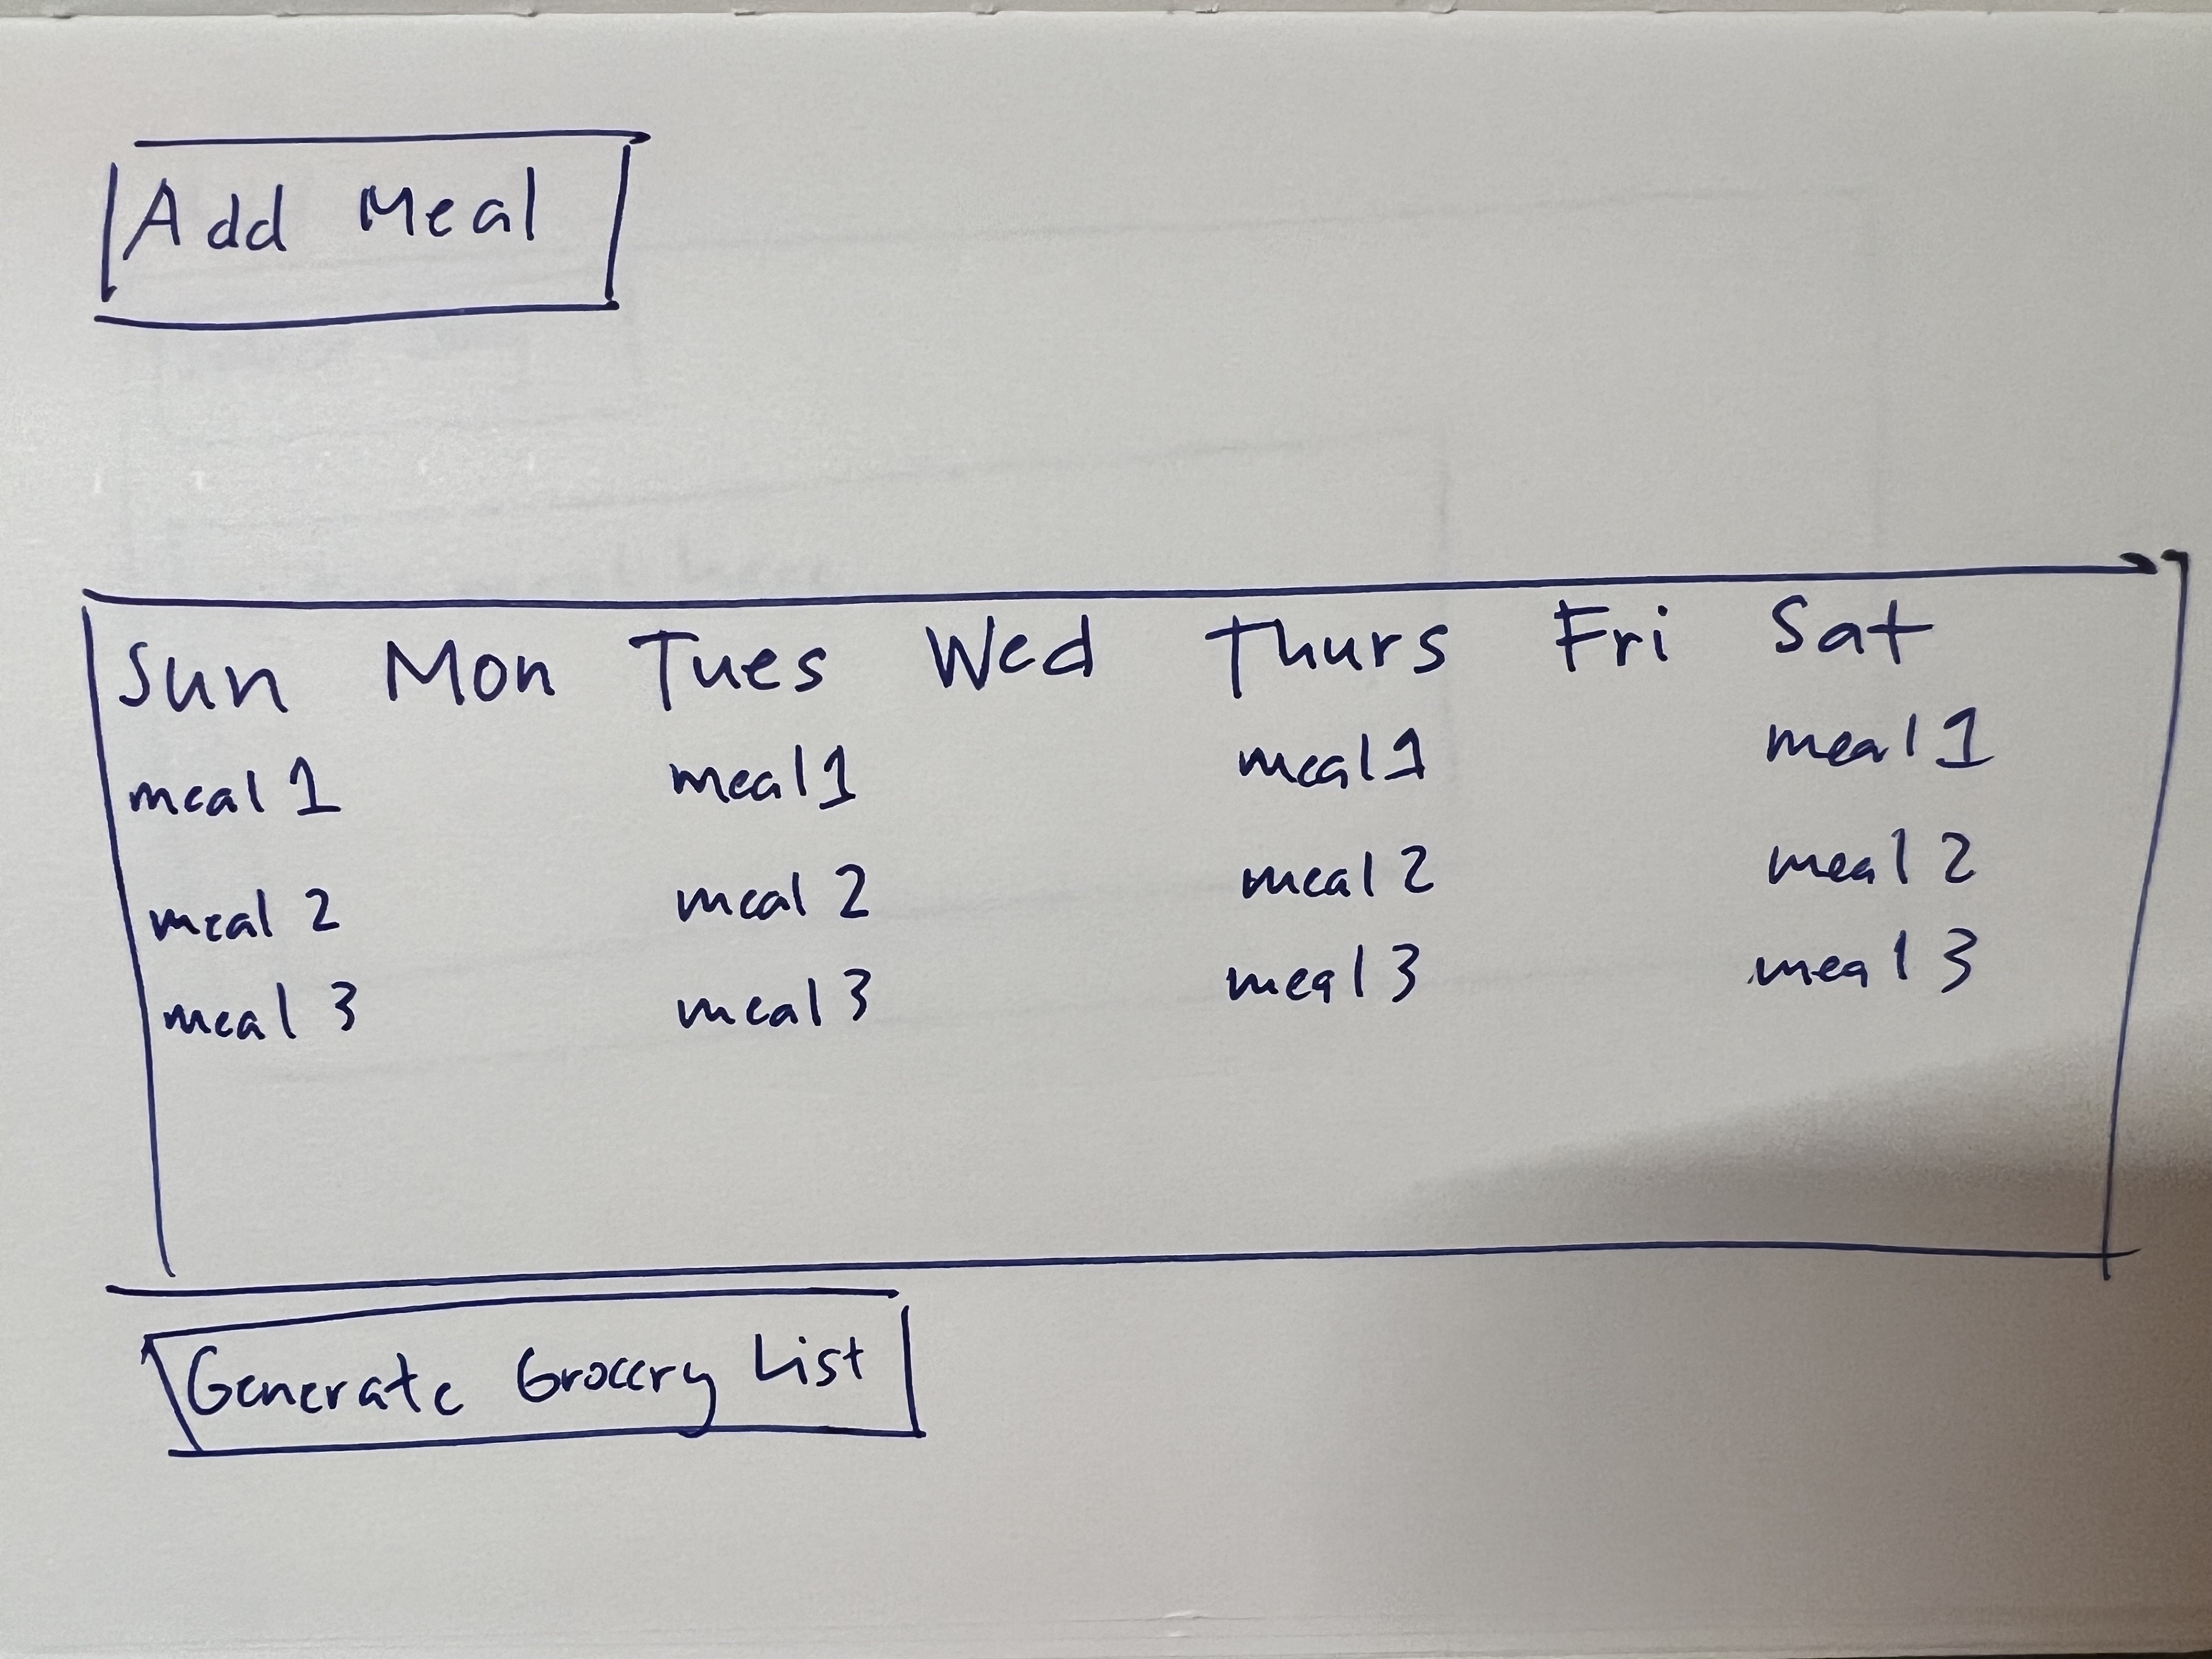 Add Meal
Sun Mon Tues Wed Thurs Fri Sat
meal 1 meal 1 meal 1 meal 1
meal 2 meal 2 meal 2 meal 2
meal 3 meal 3 meal 3 meal 3
Generate Grocery List